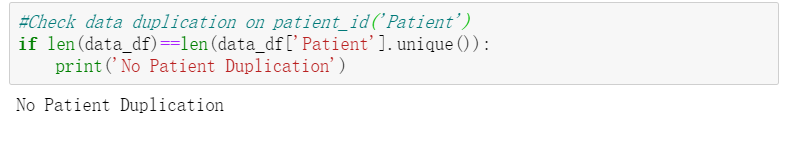 #Check data duplication on patient_id('Patient')
if len(data_df)==len(data_df['Patient'].unique()):
    print('No Patient Duplication')
No Patient Duplication